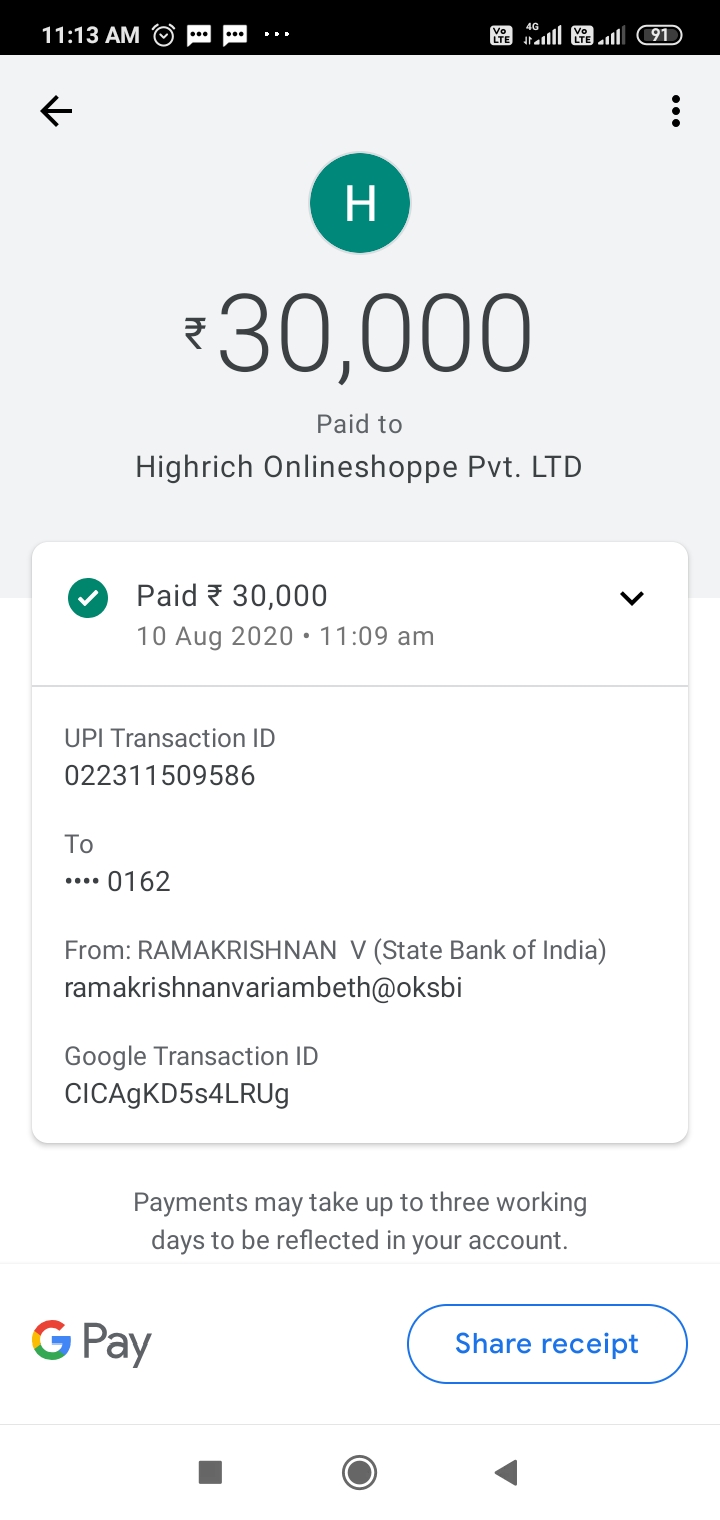 11:13 AM
Vo LTE 4G Vo LTE 91
H
₹30,000
Paid to
Highrich Onlineshoppe Pvt. LTD
Paid ₹ 30,000
10 Aug 2020 • 11:09 am
UPI Transaction ID
022311509586
To
•••• 0162
From: RAMAKRISHNAN  V (State Bank of India)
ramakrishnanvariambeth@oksbi
Google Transaction ID
CICAgKD5s4LRUg
Payments may take up to three working
days to be reflected in your account.
G Pay
Share receipt